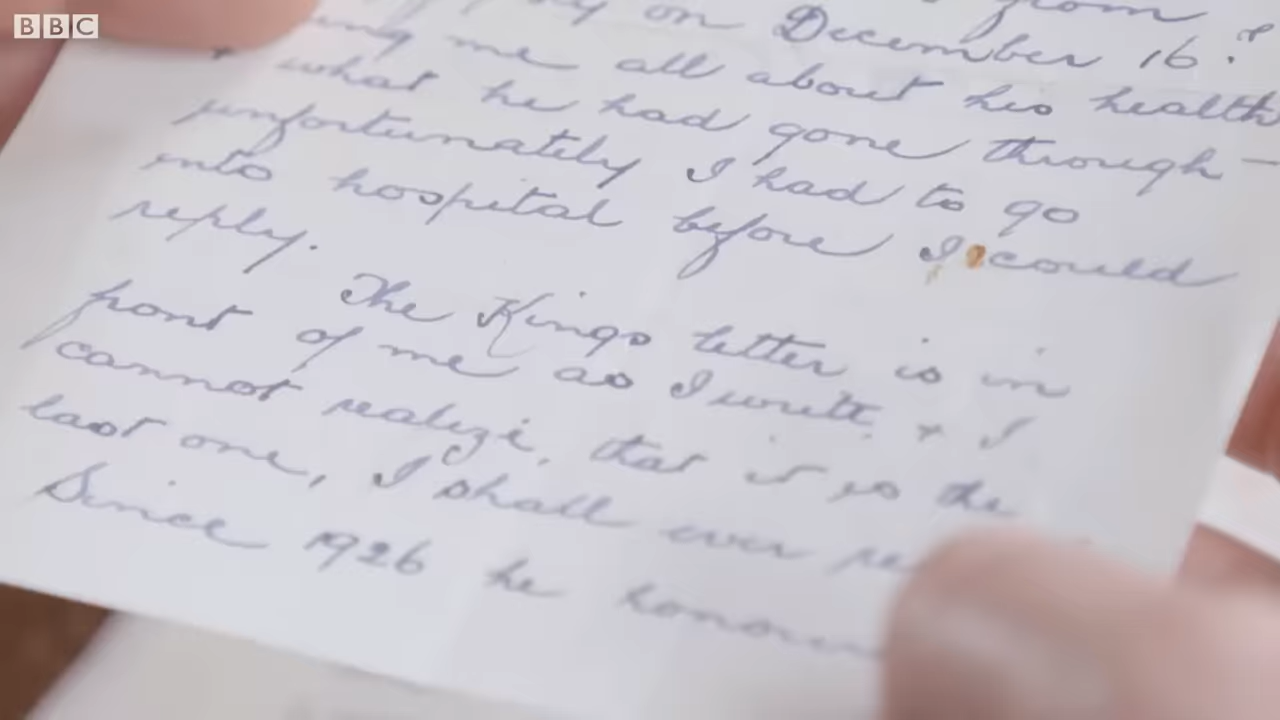 BBC
from
on December 16th
me all about his health
+ what he had gone through –
unfortunately I had to go
into hospital before I could
reply.
The Kings letter is in
front of me as I write + I
cannot realize, that it is the
last one, I shall ever
Since 1926 he